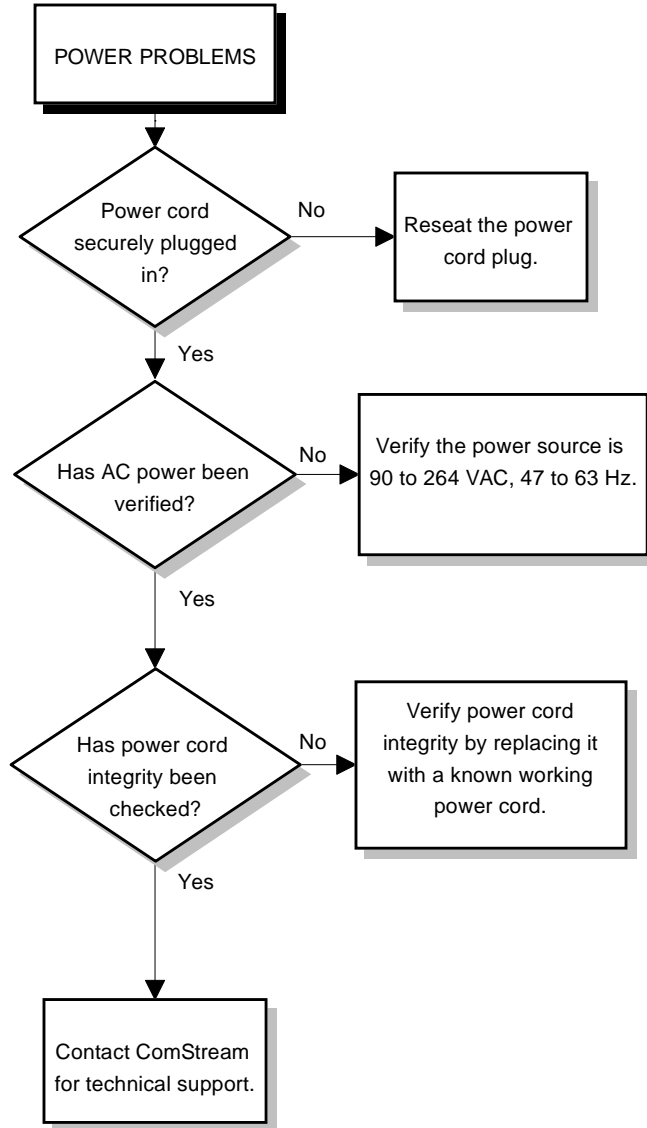 POWER PROBLEMS
Power cord
securely plugged
in?
No
Reseat the power
cord plug.
Yes
Has AC power been
verified?
No
Verify the power source is
90 to 264 VAC, 47 to 63 Hz.
Yes
Has power cord
integrity been
checked?
No
Verify power cord
integrity by replacing it
with a known working
power cord.
Yes
Contact ComStream
for technical support.